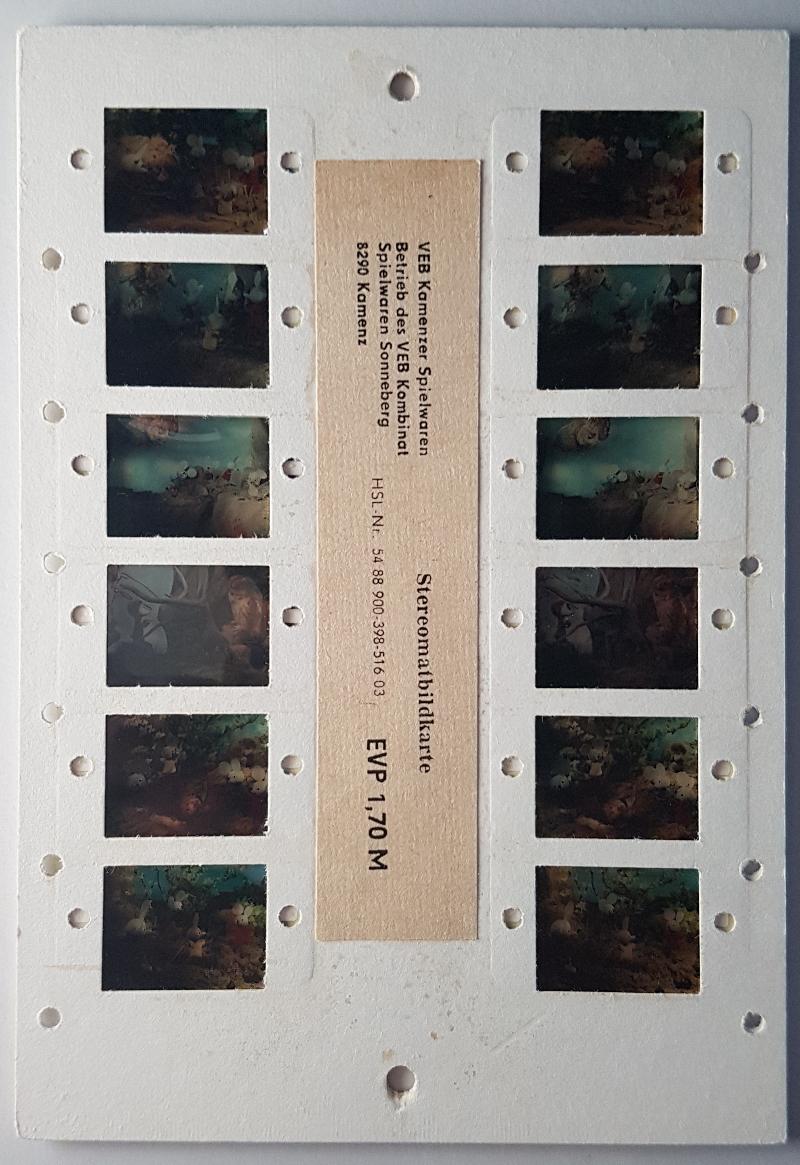 VEB Kamenzer Spielwaren
Betrieb des VEB Kombinat
Spielwaren Sonneberg
8290 Kamenz
Stereomatbildkarte
HSL-Nr. 54 88 900-398-516 03
EVP 1,70 M